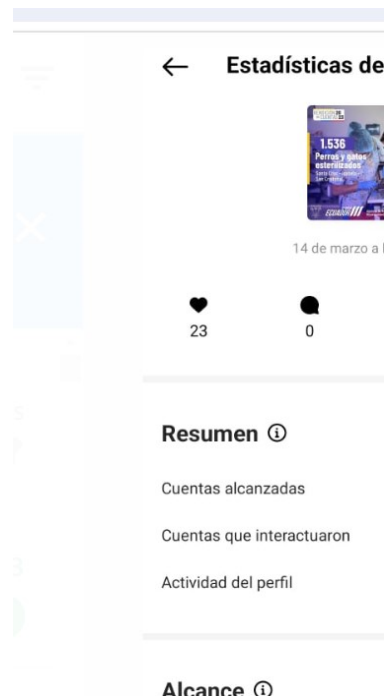 Estadísticas de
1.536
Perros y gatos
esterilizados
14 de marzo a l
23
0
Resumen
Cuentas alcanzadas
Cuentas que interactuaron
Actividad del perfil
Alcance